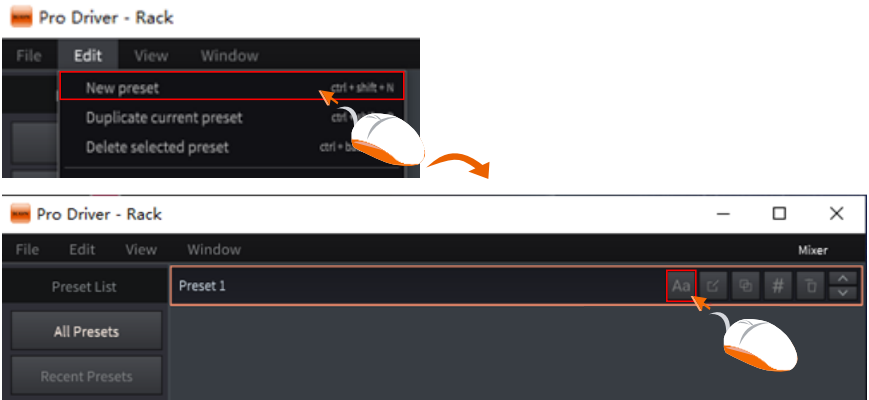 Pro Driver - Rack
File Edit View Window
New preset ctrl + shift + N
Duplicate current preset
Delete selected preset
Pro Driver - Rack
File Edit View Window Mixer
Preset List Preset 1 Aa #
All Presets
Recent Presets